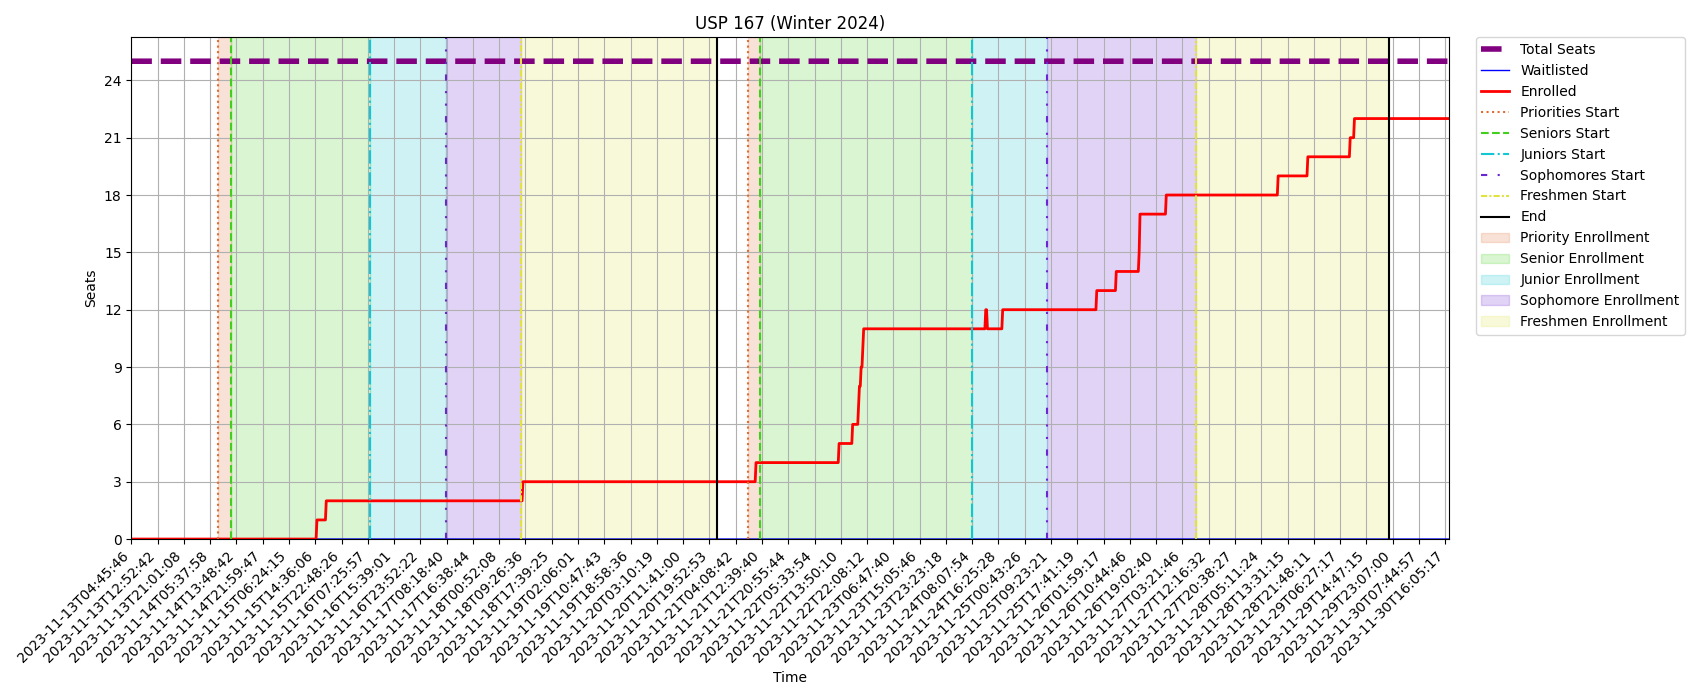 USP 167 (Winter 2024)
Total Seats
Waitlisted
Enrolled
Priorities Start
Seniors Start
Juniors Start
Sophomores Start
Freshmen Start
End
Priority Enrollment
Senior Enrollment
Junior Enrollment
Sophomore Enrollment
Freshmen Enrollment
Seats
24
21
18
15
12
9
6
3
0
2023-11-13T04:45:46
2023-11-13T12:52:42
2023-11-13T21:01:08
2023-11-14T05:37:58
2023-11-14T13:48:42
2023-11-14T21:59:47
2023-11-15T06:24:15
2023-11-15T14:36:06
2023-11-15T22:48:26
2023-11-16T07:25:57
2023-11-16T15:39:01
2023-11-16T23:52:22
2023-11-17T08:18:40
2023-11-17T16:38:44
2023-11-18T00:52:08
2023-11-18T09:26:36
2023-11-18T17:39:25
2023-11-19T02:06:01
2023-11-19T10:47:43
2023-11-19T18:58:36
2023-11-20T03:10:19
2023-11-20T11:41:00
2023-11-20T19:52:53
2023-11-21T04:08:42
2023-11-21T12:39:40
2023-11-21T20:55:44
2023-11-22T05:33:54
2023-11-22T13:50:10
2023-11-22T22:08:12
2023-11-23T06:47:40
2023-11-23T15:05:46
2023-11-23T23:23:18
2023-11-24T08:07:54
2023-11-24T16:25:28
2023-11-25T00:43:26
2023-11-25T09:23:21
2023-11-25T17:41:19
2023-11-26T01:59:17
2023-11-26T10:44:46
2023-11-26T19:02:40
2023-11-27T03:21:46
2023-11-27T12:16:32
2023-11-27T20:38:27
2023-11-28T05:11:24
2023-11-28T13:31:15
2023-11-28T21:48:11
2023-11-29T06:27:17
2023-11-29T14:47:15
2023-11-29T23:07:00
2023-11-30T07:44:57
2023-11-30T16:05:17
Time